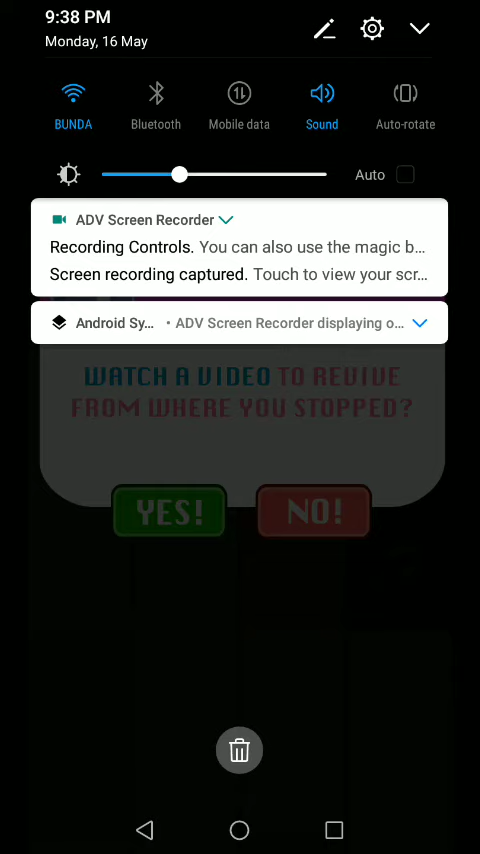 9:38 PM
Monday, 16 May
BUNDA Bluetooth Mobile data Sound Auto-rotate
Auto
ADV Screen Recorder
Recording Controls. You can also use the magic b...
Screen recording captured. Touch to view your scr...
Android Sy... • ADV Screen Recorder displaying o...
WATCH A VIDEO TO REVIVE
FROM WHERE YOU STOPPED?
YES! NO!